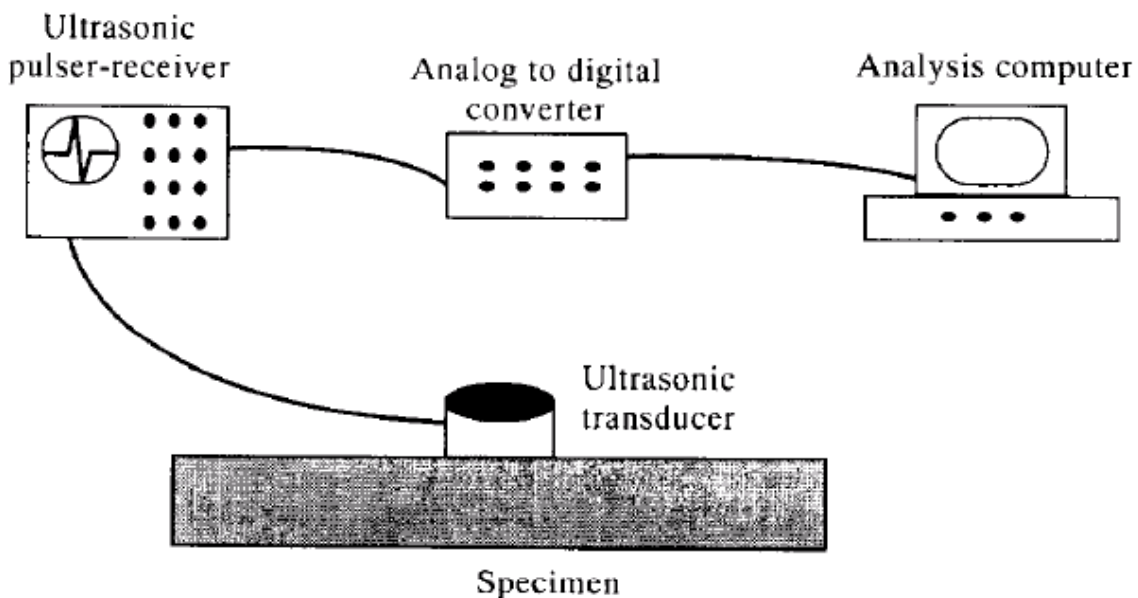 Ultrasonic
pulser-receiver
Analog to digital
converter
Analysis computer
Ultrasonic
transducer
Specimen